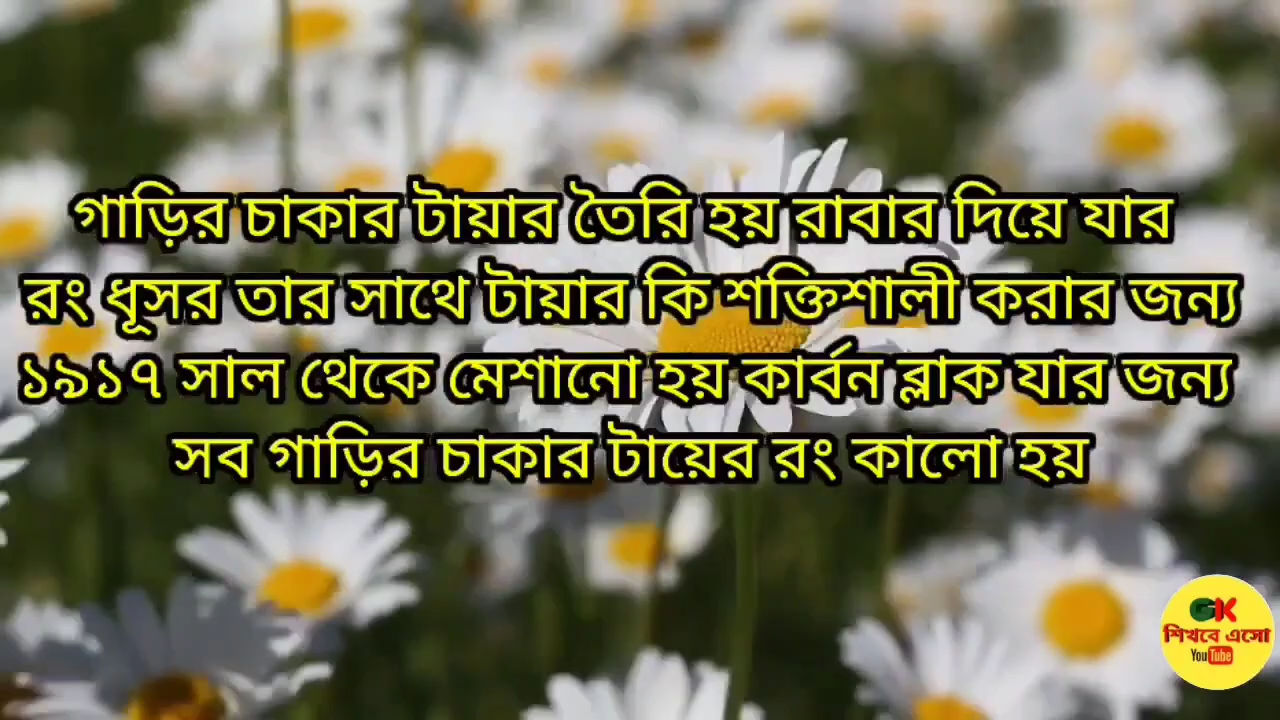 গাড়ির চাকার টায়ার তৈরি হয় রাবার দিয়ে যার
রং ধূসর তার সাথে টায়ার কি শক্তিশালী করার জন্য
১৯১৭ সাল থেকে মেশানো হয় কার্বন ব্লাক যার জন্য
সব গাড়ির চাকার টায়ের রং কালো হয়
GK
শিখবে এসো
YouTube